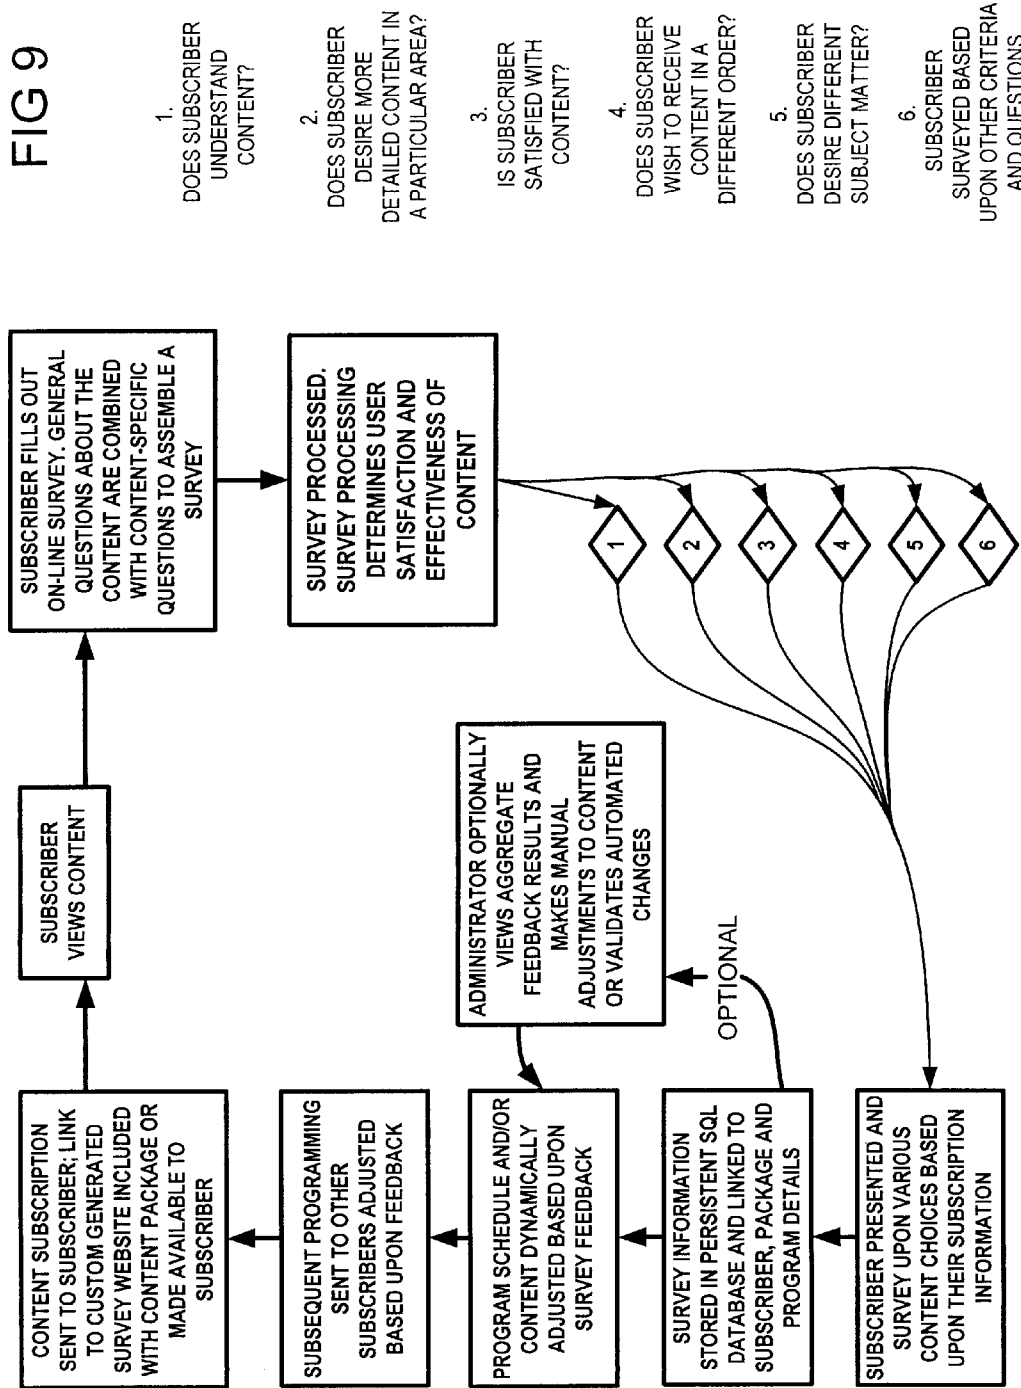 FIG 9
CONTENT SUBSCRIPTION
SENT TO SUBSCRIBER; LINK
TO CUSTOM GENERATED
SURVEY WEBSITE INCLUDED
WITH CONTENT PACKAGE OR
MADE AVAILABLE TO
SUBSCRIBER
SUBSCRIBER
VIEWS CONTENT
SUBSCRIBER FILLS OUT
ON-LINE SURVEY. GENERAL
QUESTIONS ABOUT THE
CONTENT ARE COMBINED
WITH CONTENT-SPECIFIC
QUESTIONS TO ASSEMBLE A
SURVEY
SURVEY PROCESSED.
SURVEY PROCESSING
DETERMINES USER
SATISFACTION AND
EFFECTIVENESS OF
CONTENT
1
2
3
4
5
6
SUBSCRIBER PRESENTED AND
SURVEY UPON VARIOUS
CONTENT CHOICES BASED
UPON THEIR SUBSCRIPTION
INFORMATION
SURVEY INFORMATION
STORED IN PERSISTENT SQL
DATABASE AND LINKED TO
SUBSCRIBER, PACKAGE AND
PROGRAM DETAILS
OPTIONAL
ADMINISTRATOR OPTIONALLY
VIEWS AGGREGATE
FEEDBACK RESULTS AND
MAKES MANUAL
ADJUSTMENTS TO CONTENT
OR VALIDATES AUTOMATED
CHANGES
PROGRAM SCHEDULE AND/OR
CONTENT DYNAMICALLY
ADJUSTED BASED UPON
SURVEY FEEDBACK
SUBSEQUENT PROGRAMMING
SENT TO OTHER
SUBSCRIBERS ADJUSTED
BASED UPON FEEDBACK
1.
DOES SUBSCRIBER
UNDERSTAND
CONTENT?
2.
DOES SUBSCRIBER
DESIRE MORE
DETAILED CONTENT IN
A PARTICULAR AREA?
3.
IS SUBSCRIBER
SATISFIED WITH
CONTENT?
4.
DOES SUBSCRIBER
WISH TO RECEIVE
CONTENT IN A
DIFFERENT ORDER?
5.
DOES SUBSCRIBER
DESIRE DIFFERENT
SUBJECT MATTER?
6.
SUBSCRIBER
SURVEYED BASED
UPON OTHER CRITERIA
AND QUESTIONS